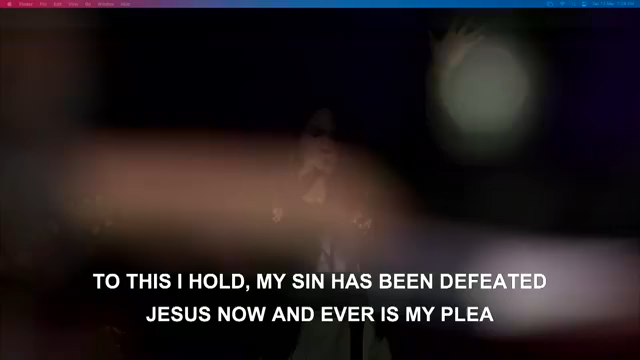 TO THIS I HOLD, MY SIN HAS BEEN DEFEATED
JESUS NOW AND EVER IS MY PLEA